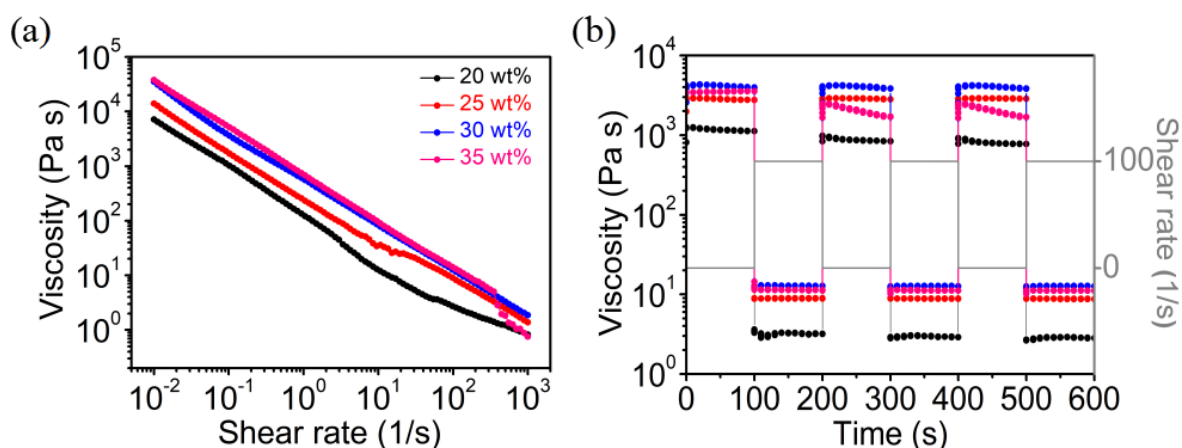 (a)
Viscosity (Pa s)
10^5
10^4
10^3
10^2
10^1
10^0
20 wt%
25 wt%
30 wt%
35 wt%
10^-2 10^-1 10^0 10^1 10^2 10^3
Shear rate (1/s)
(b)
Viscosity (Pa s)
10^4
10^3
10^2
10^1
10^0
0 100 200 300 400 500 600
Time (s)
100
0
Shear rate (1/s)